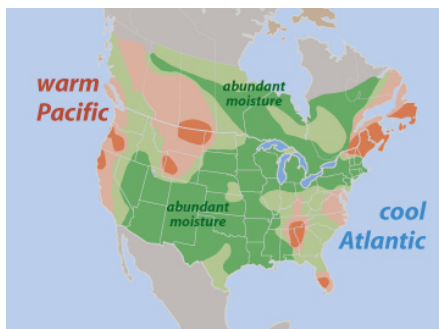 warm
Pacific
abundant
moisture
abundant
moisture
cool
Atlantic